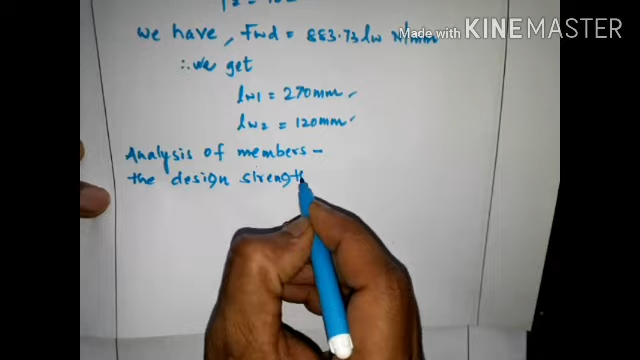 we have, Fwd = 883.73 lw N/mm
Made with KINEMASTER
∴ we get
lw1 = 270mm
lw2 = 120mm
Analysis of members -
the design strength